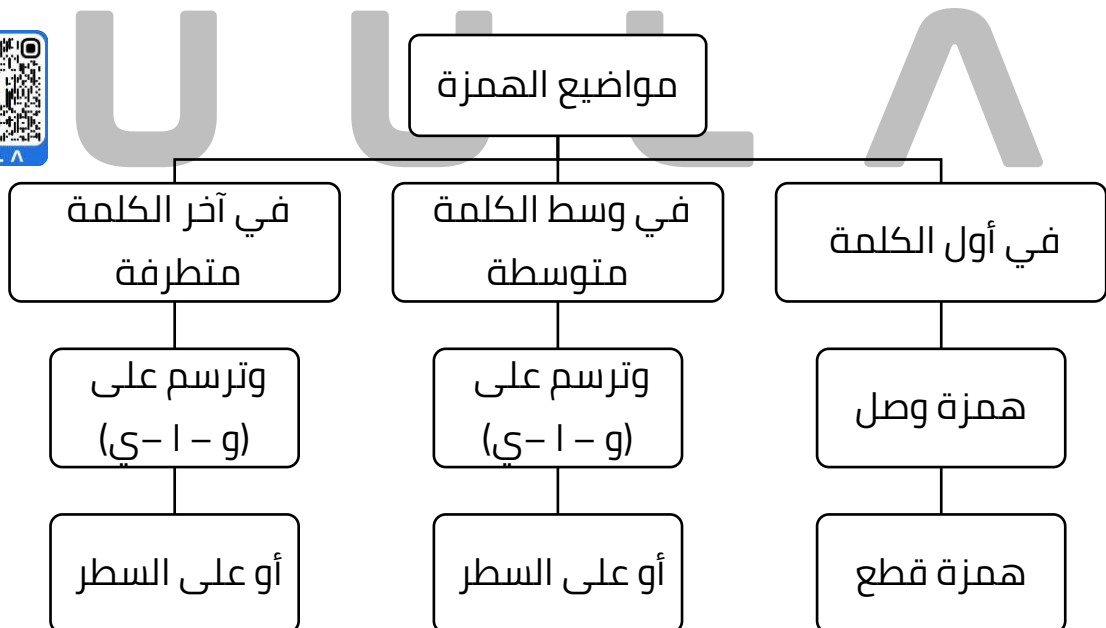 U U L Λ
مواضيع الهمزة
في أول الكلمة
في وسط الكلمة
متوسطة
في آخر الكلمة
متطرفة
همزة وصل
وترسم على
(و – ا –ي)
وترسم على
(و – ا –ي)
همزة قطع
أو على السطر
أو على السطر